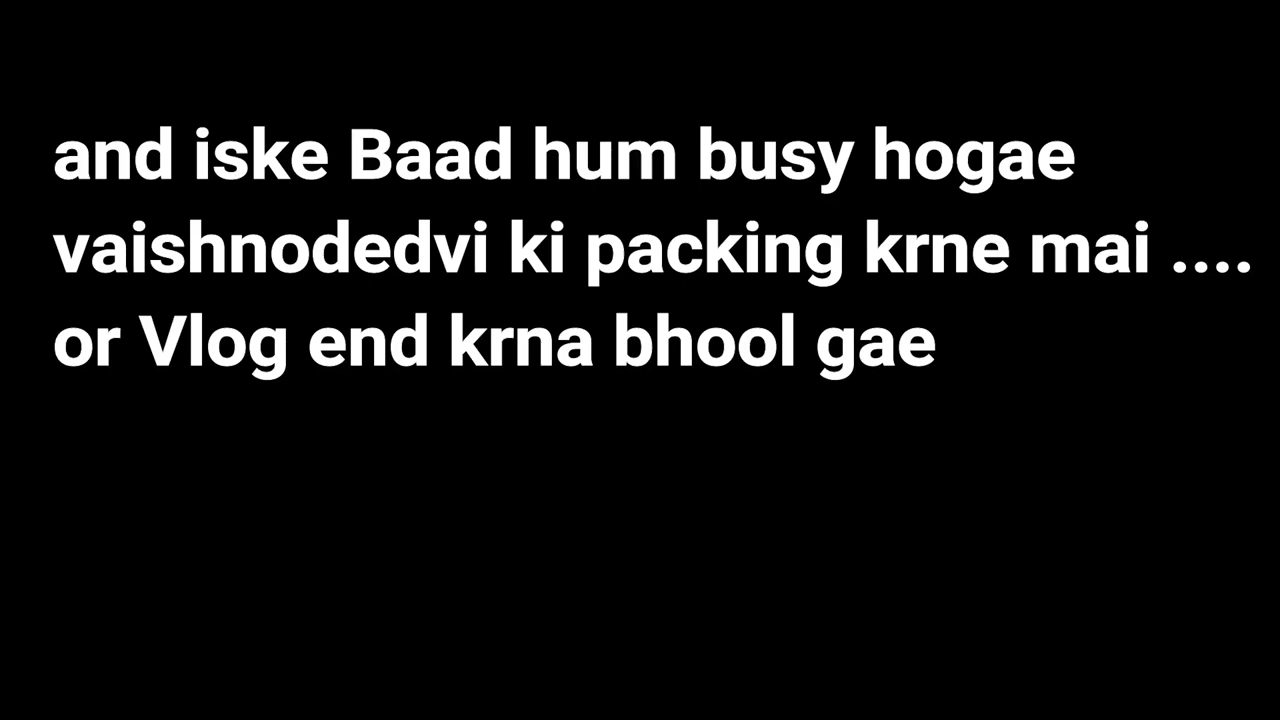 and iske Baad hum busy hogae
vaishnodedvi ki packing krne mai ....
or Vlog end krna bhool gae